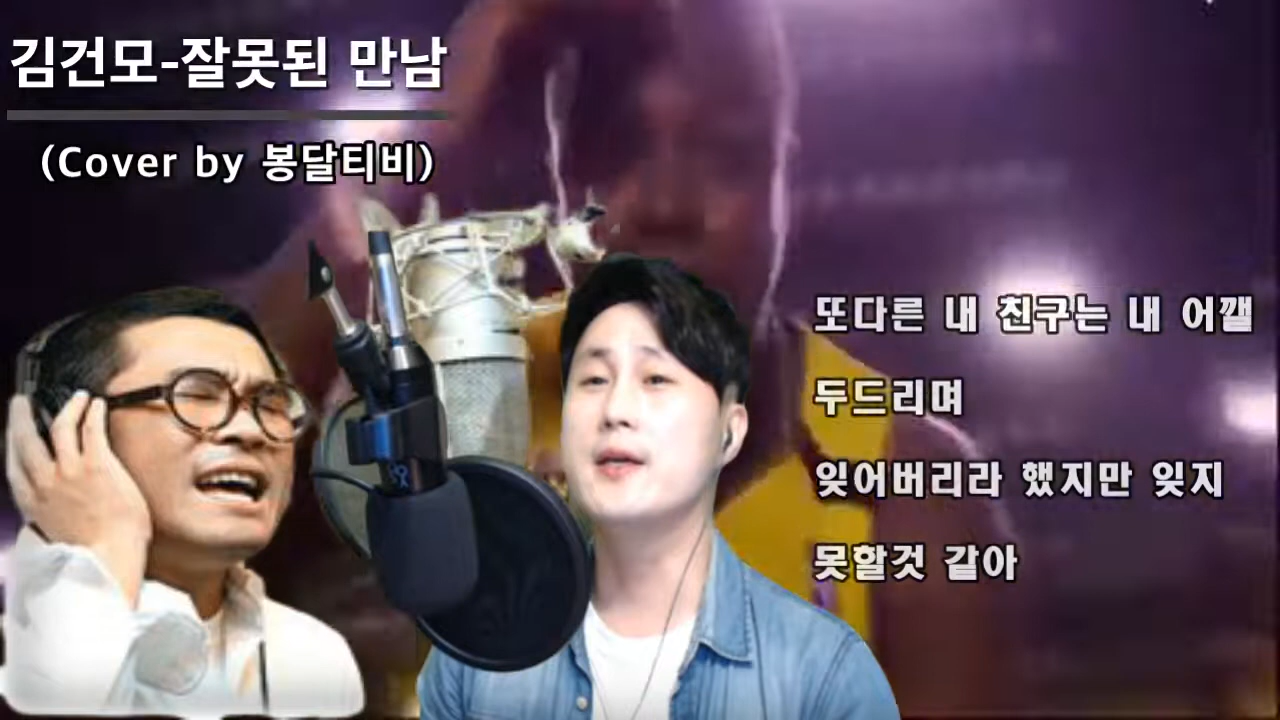 김건모-잘못된 만남
(Cover by 봉달티비)
또다른 내 친구는 내 어깰
두드리며
잊어버리라 했지만 잊지
못할것 같아